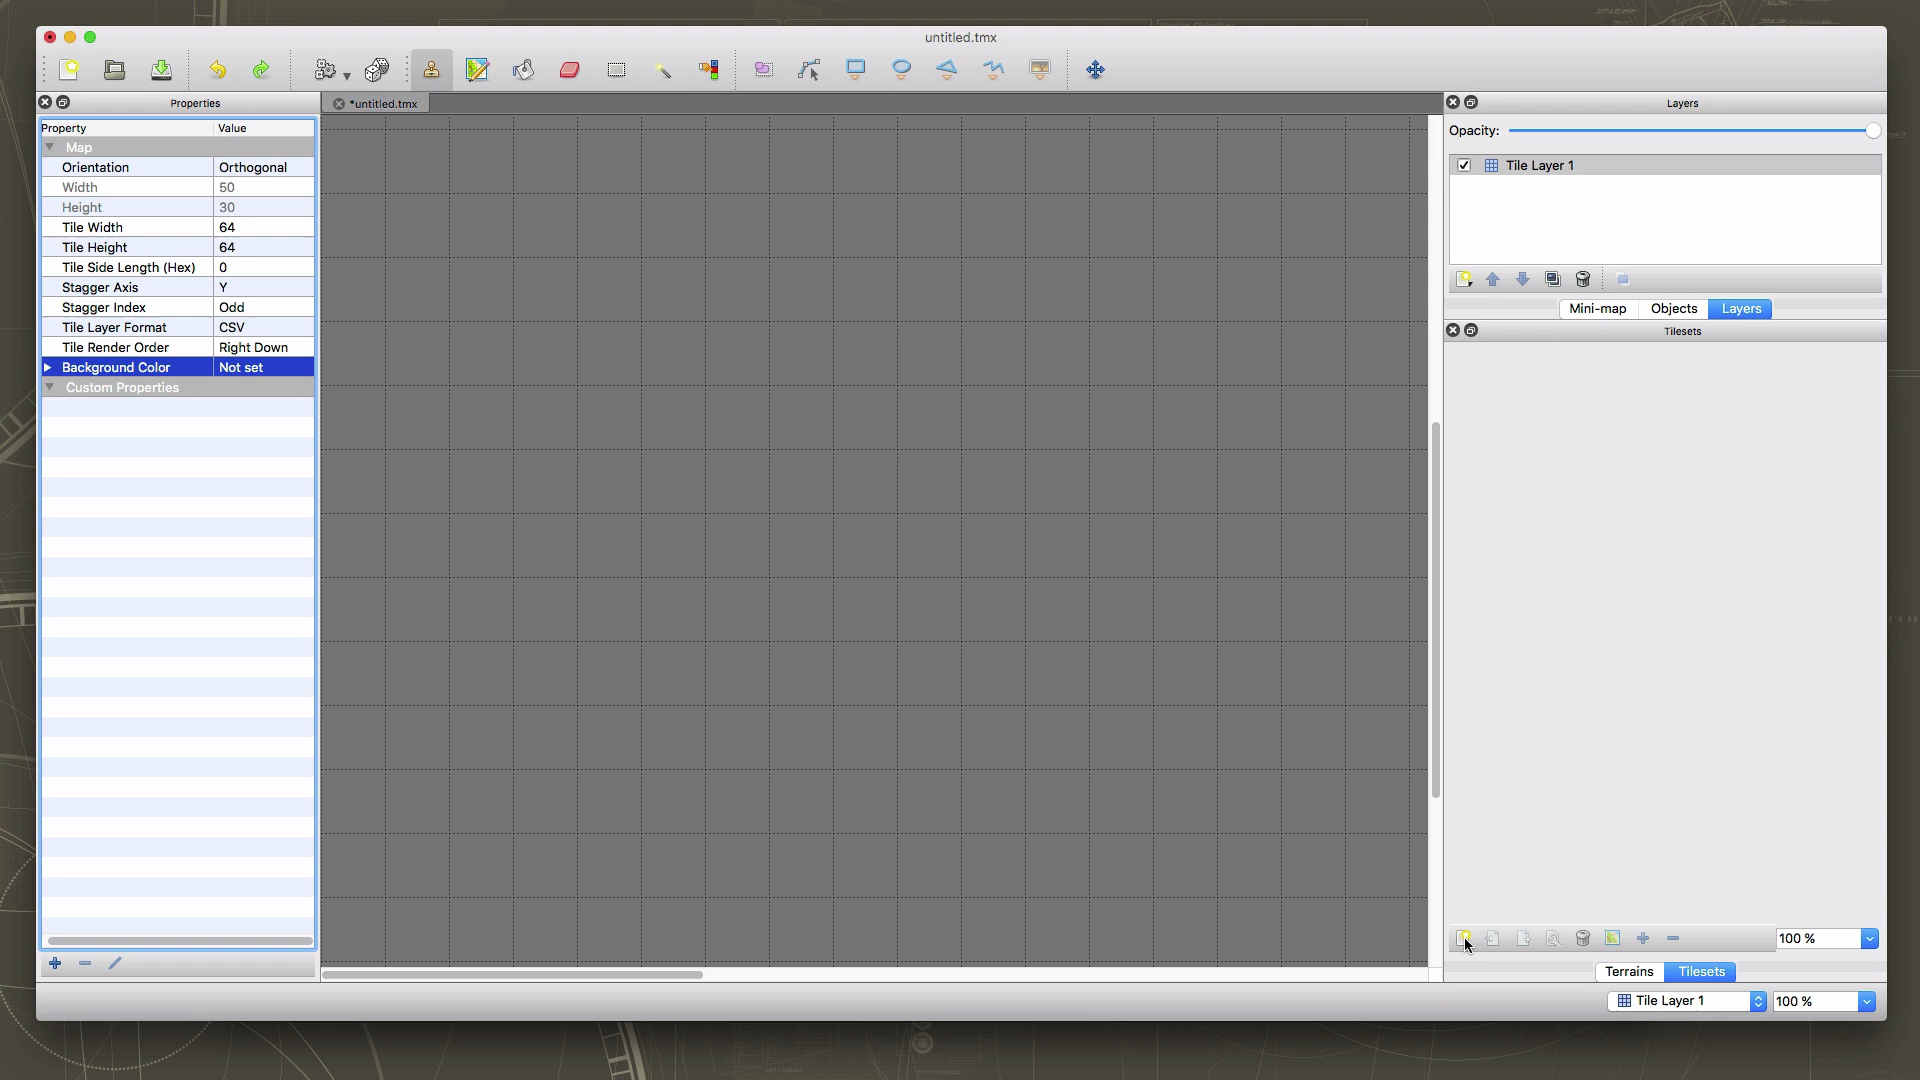 untitled.tmx
Properties
*untitled.tmx
Layers
Property Value
Map
Orientation Orthogonal
Width 50
Height 30
Tile Width 64
Tile Height 64
Tile Side Length (Hex) 0
Stagger Axis Y
Stagger Index Odd
Tile Layer Format CSV
Tile Render Order Right Down
Background Color Not set
Custom Properties
Opacity:
Tile Layer 1
Mini-map Objects Layers
Tilesets
100 %
Terrains Tilesets
Tile Layer 1 100 %